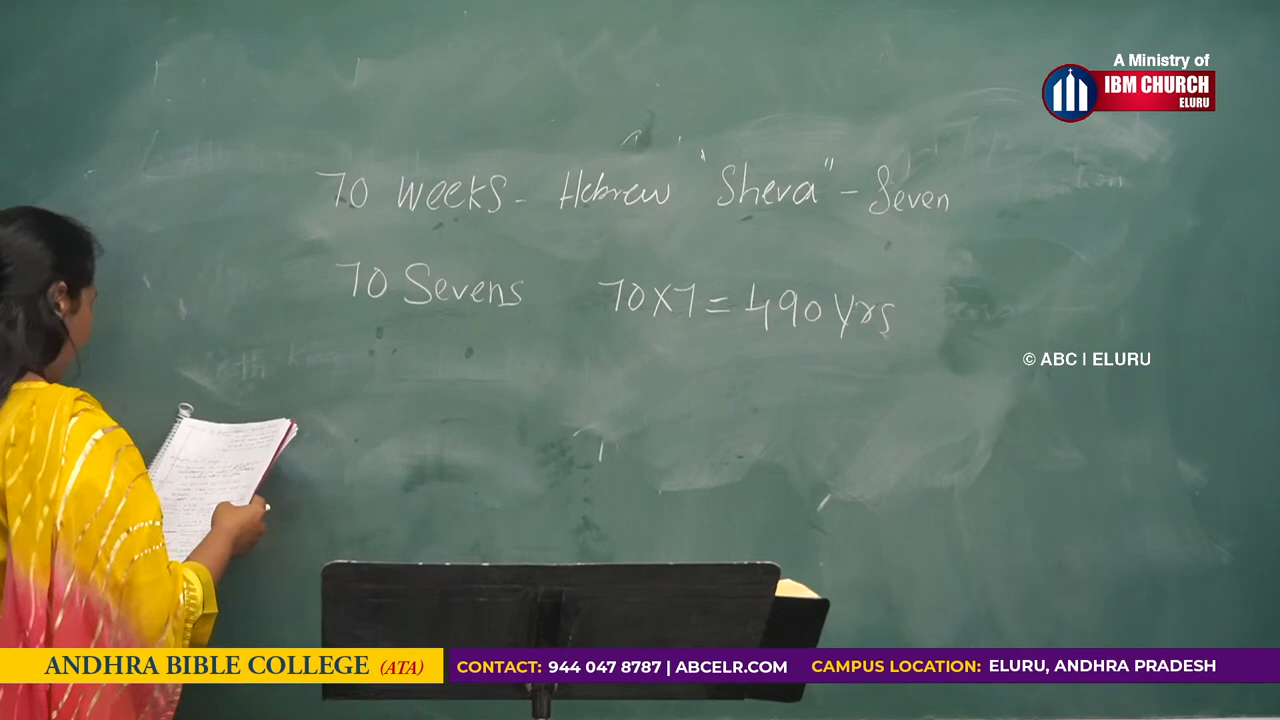 A Ministry of
IBM CHURCH
ELURU
70 Weeks - Hebrew "Sheva" - Seven
70 Sevens 70x7 = 490 Yrs
© ABC | ELURU
ANDHRA BIBLE COLLEGE (ATA) CONTACT: 944 047 8787 | ABCELR.COM CAMPUS LOCATION: ELURU, ANDHRA PRADESH